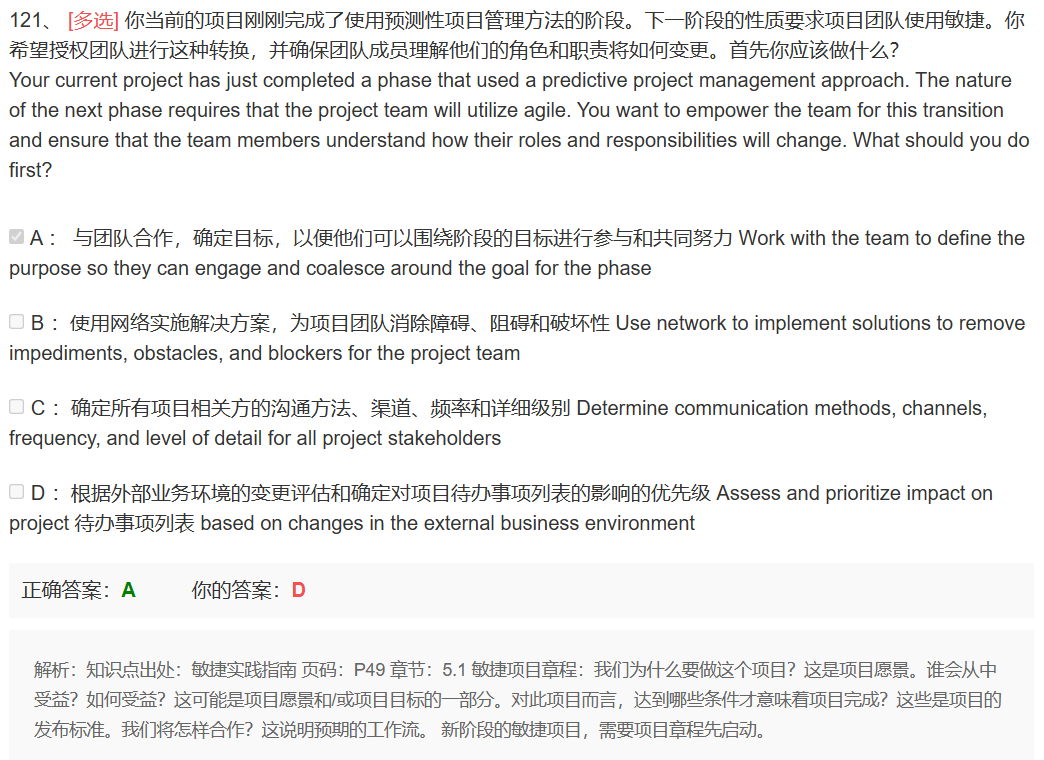 121、 [多选] 你当前的项目刚刚完成了使用预测性项目管理方法的阶段。下一阶段的性质要求项目团队使用敏捷。你
希望授权团队进行这种转换，并确保团队成员理解他们的角色和职责将如何变更。首先你应该做什么?
Your current project has just completed a phase that used a predictive project management approach. The nature
of the next phase requires that the project team will utilize agile. You want to empower the team for this transition
and ensure that the team members understand how their roles and responsibilities will change. What should you do
first?
A： 与团队合作，确定目标，以便他们可以围绕阶段的目标进行参与和共同努力 Work with the team to define the
purpose so they can engage and coalesce around the goal for the phase
B： 使用网络实施解决方案，为项目团队消除障碍、阻碍和破坏性 Use network to implement solutions to remove
impediments, obstacles, and blockers for the project team
C： 确定所有项目相关方的沟通方法、渠道、频率和详细级别 Determine communication methods, channels,
frequency, and level of detail for all project stakeholders
D： 根据外部业务环境的变更评估和确定对项目待办事项列表的影响的优先级 Assess and prioritize impact on
project 待办事项列表 based on changes in the external business environment
正确答案：A 你的答案：D
解析：知识点出处：敏捷实践指南 页码：P49 章节：5.1 敏捷项目章程：我们为什么要做这个项目？这是项目愿景。谁会从中
受益？如何受益？这可能是项目愿景和/或项目目标的一部分。对此项目而言，达到哪些条件才意味着项目完成？这些是项目的
发布标准。我们将怎样合作？这说明预期的工作流。 新阶段的敏捷项目，需要项目章程先启动。